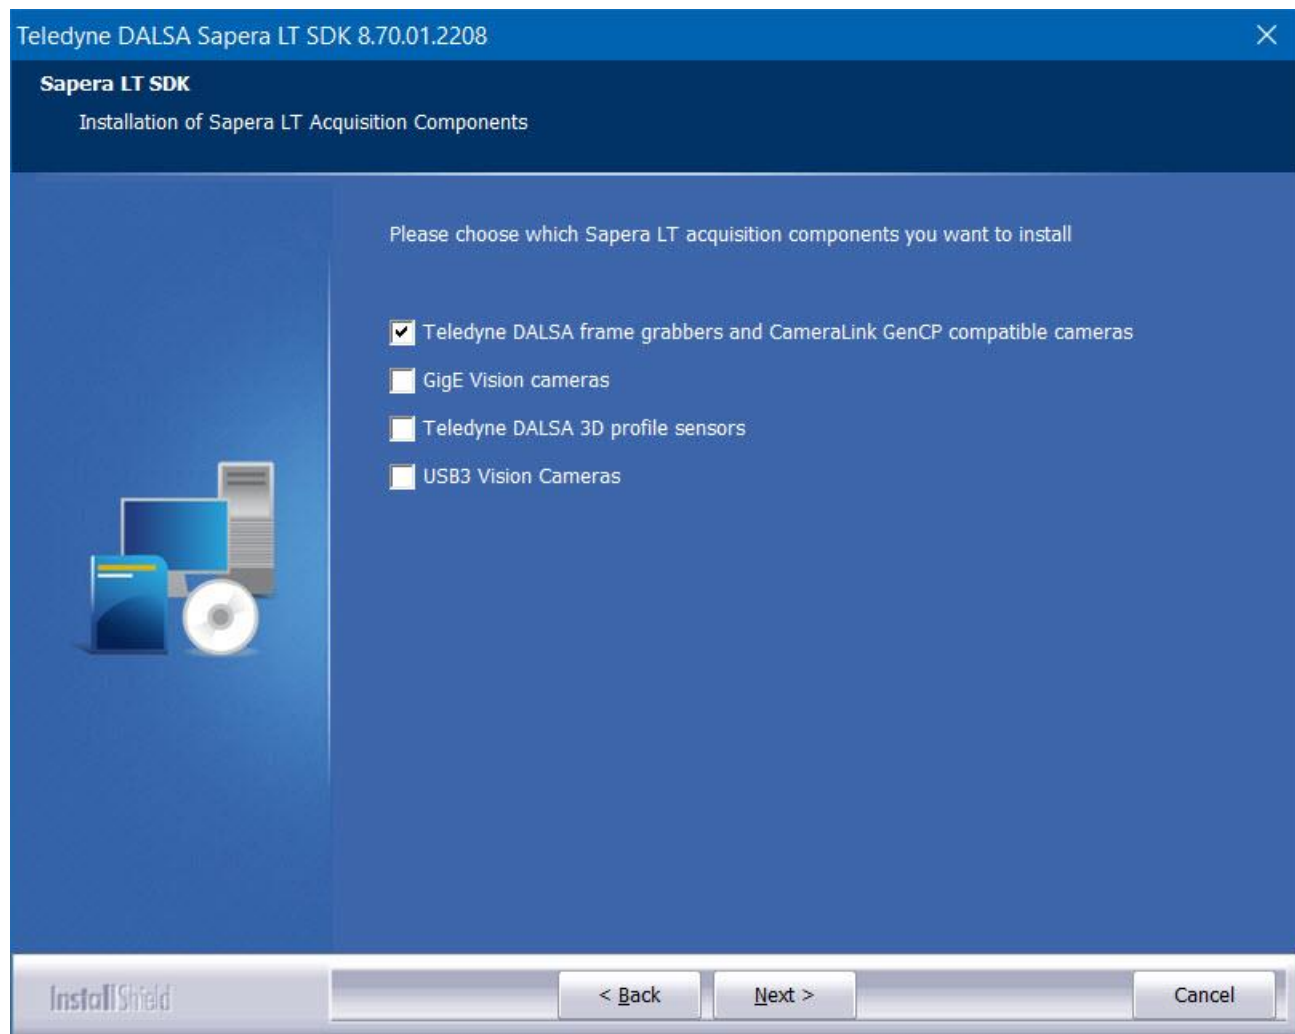 Teledyne DALSA Sapera LT SDK 8.70.01.2208
Sapera LT SDK
Installation of Sapera LT Acquisition Components
Please choose which Sapera LT acquisition components you want to install
Teledyne DALSA frame grabbers and CameraLink GenCP compatible cameras
GigE Vision cameras
Teledyne DALSA 3D profile sensors
USB3 Vision Cameras
InstallShield
< Back
Next >
Cancel